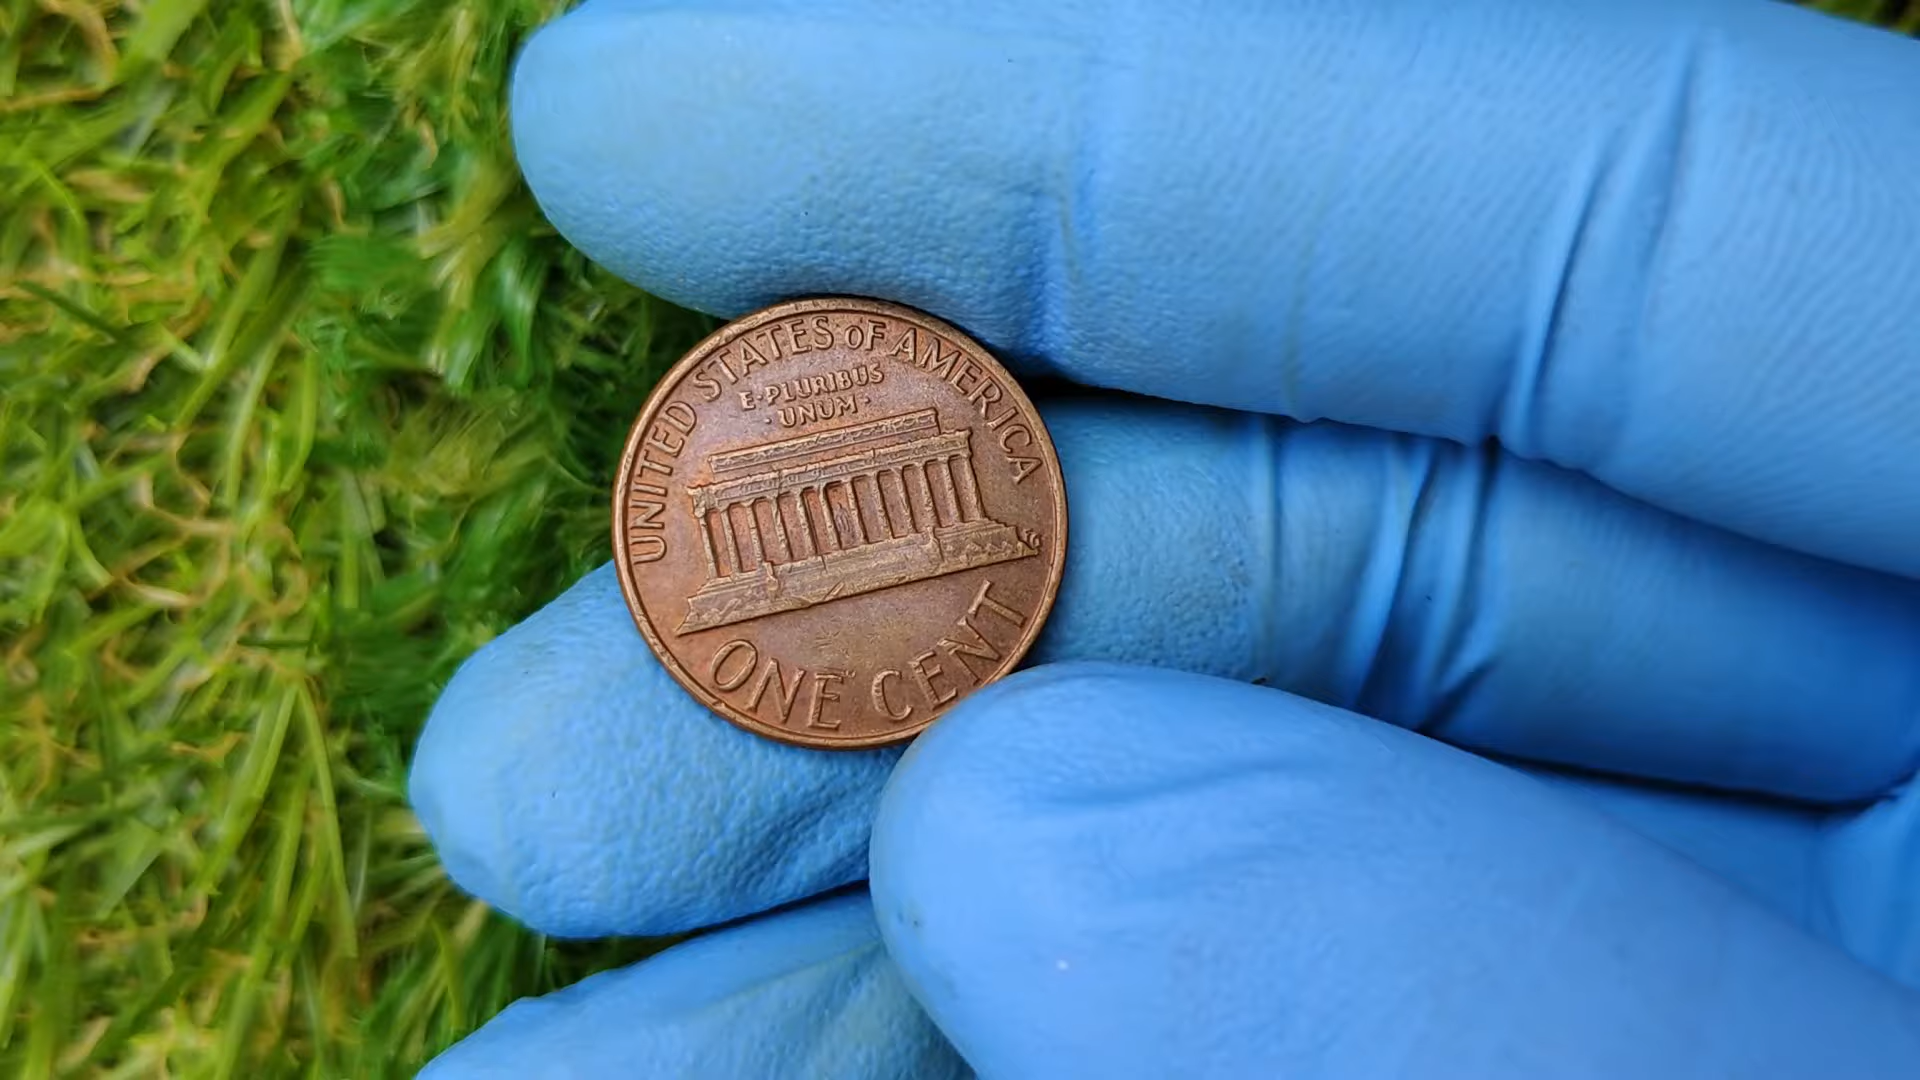 UNITED STATES OF AMERICA
E·PLURIBUS
·UNUM·
ONE CENT